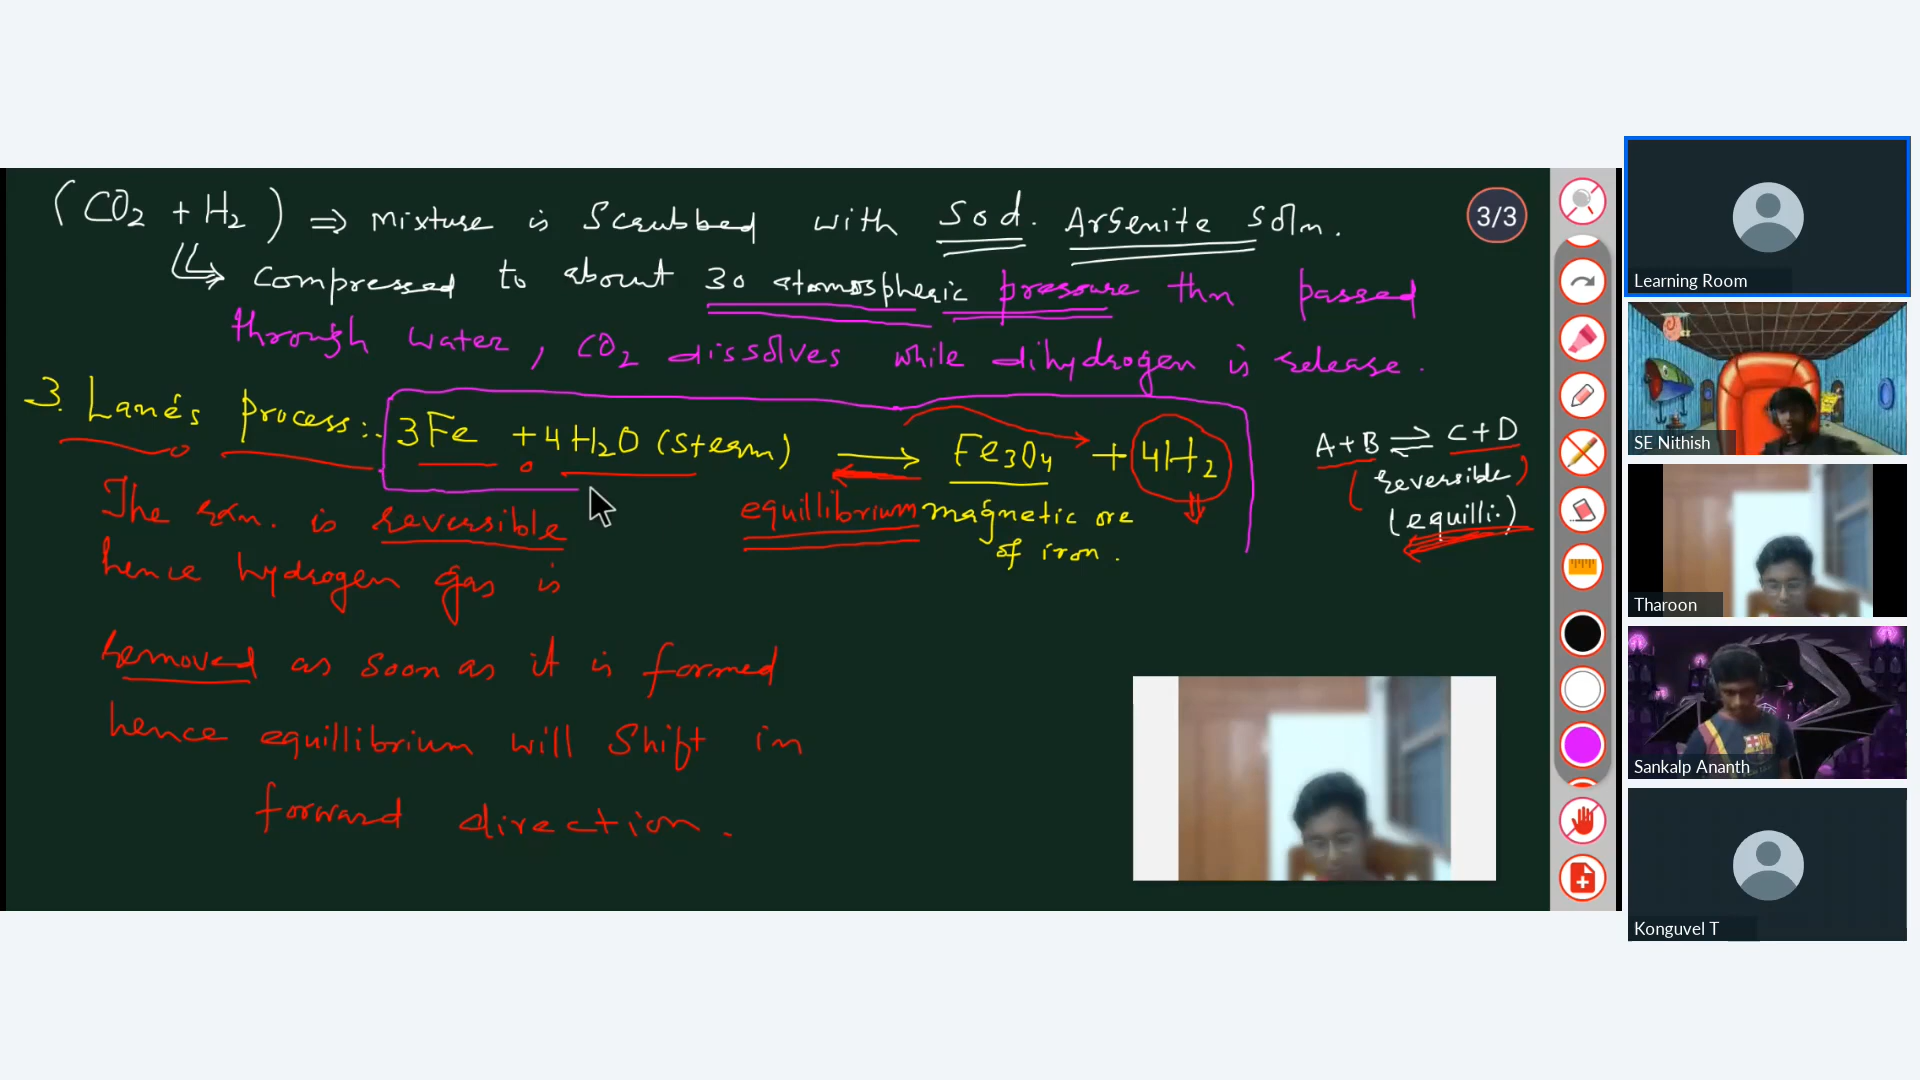 (CO2 + H2) ⇒ mixture is scrubbed with Sod. Arsenite soln.
3/3
↳ compressed to about 30 atomospheric pressure thn passed
through water, CO2 dissolves while dihydrogen is release.
3. Lane's process:- 3Fe + 4H2O (steam) → Fe3O4 + 4H2
A+B ⇌ C+D
(reversible)
(equilli:)
equillibrium
magnetic ore
of iron.
The rxn. is reversible
hence hydrogen gas is
removed as soon as it is formed
hence equillibrium will shift in
forward direction.
Learning Room
SE Nithish
Tharoon
Sankalp Ananth
Konguvel T